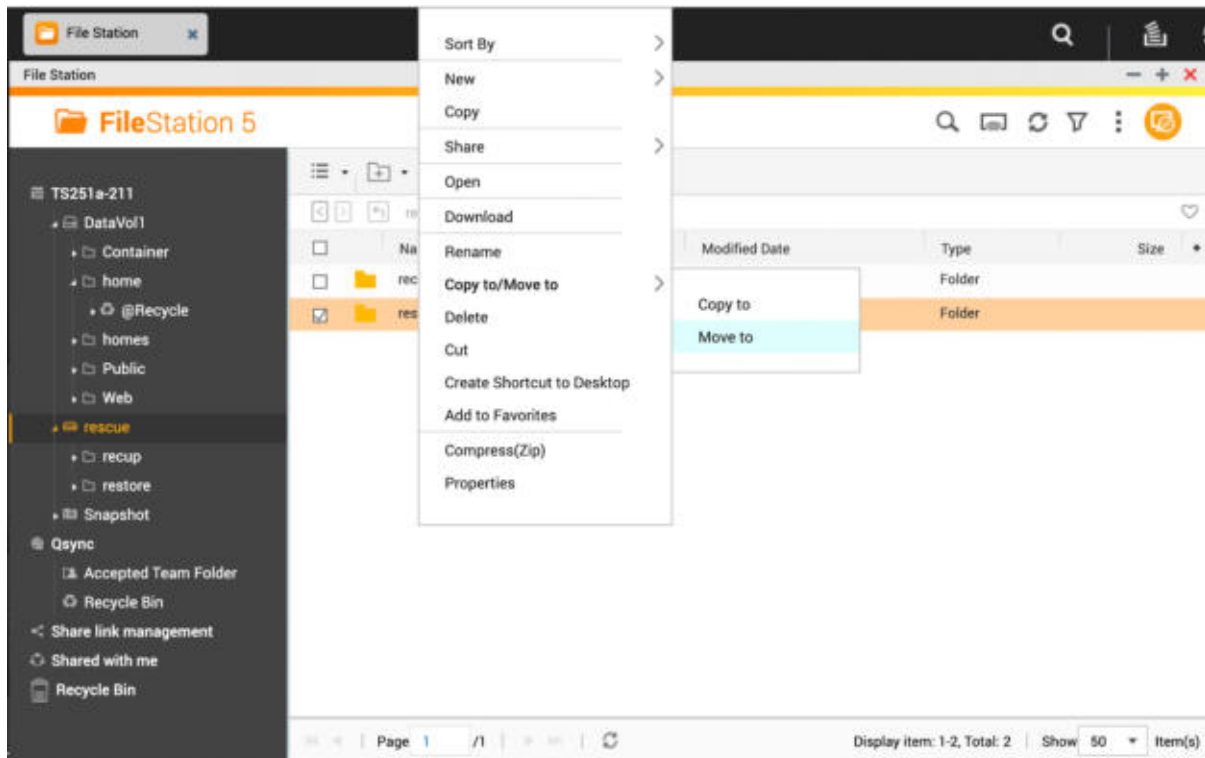 File Station
File Station
FileStation 5
TS251a-211
DataVol1
Container
home
@Recycle
homes
Public
Web
rescue
recup
restore
Snapshot
Qsync
Accepted Team Folder
Recycle Bin
Share link management
Shared with me
Recycle Bin
Sort By
New
Copy
Share
Open
Download
Rename
Copy to/Move to
Delete
Cut
Create Shortcut to Desktop
Add to Favorites
Compress(Zip)
Properties
Copy to
Move to
Na Modified Date Type Size
rec Folder
res Folder
Page 1 /1 Display item: 1-2, Total: 2 Show 50 Item(s)